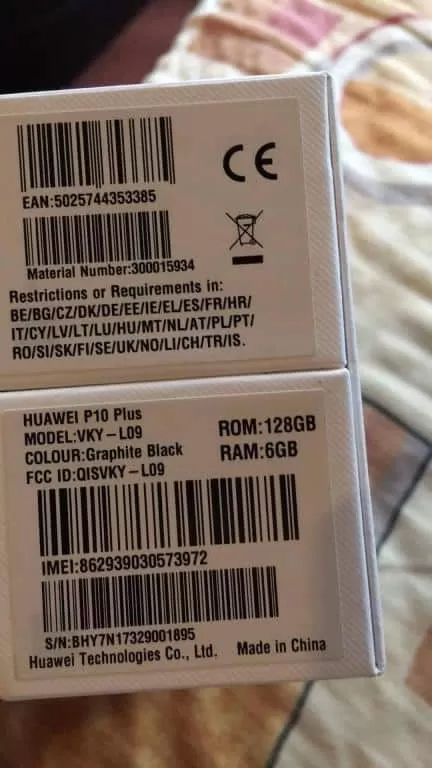 CE
EAN:5025744353385
Material Number:300015934
Restrictions or Requirements in:
BE/BG/CZ/DK/DE/EE/IE/EL/ES/FR/HR/
IT/CY/LV/LT/LU/HU/MT/NL/AT/PL/PT/
RO/SI/SK/FI/SE/UK/NO/LI/CH/TR/IS.
HUAWEI P10 Plus
MODEL:VKY-L09
ROM:128GB
COLOUR:Graphite Black
RAM:6GB
FCC ID:QISVKY-L09
IMEI:862939030573972
S/N:BHY7N17329001895
Huawei Technologies Co., Ltd. Made in China